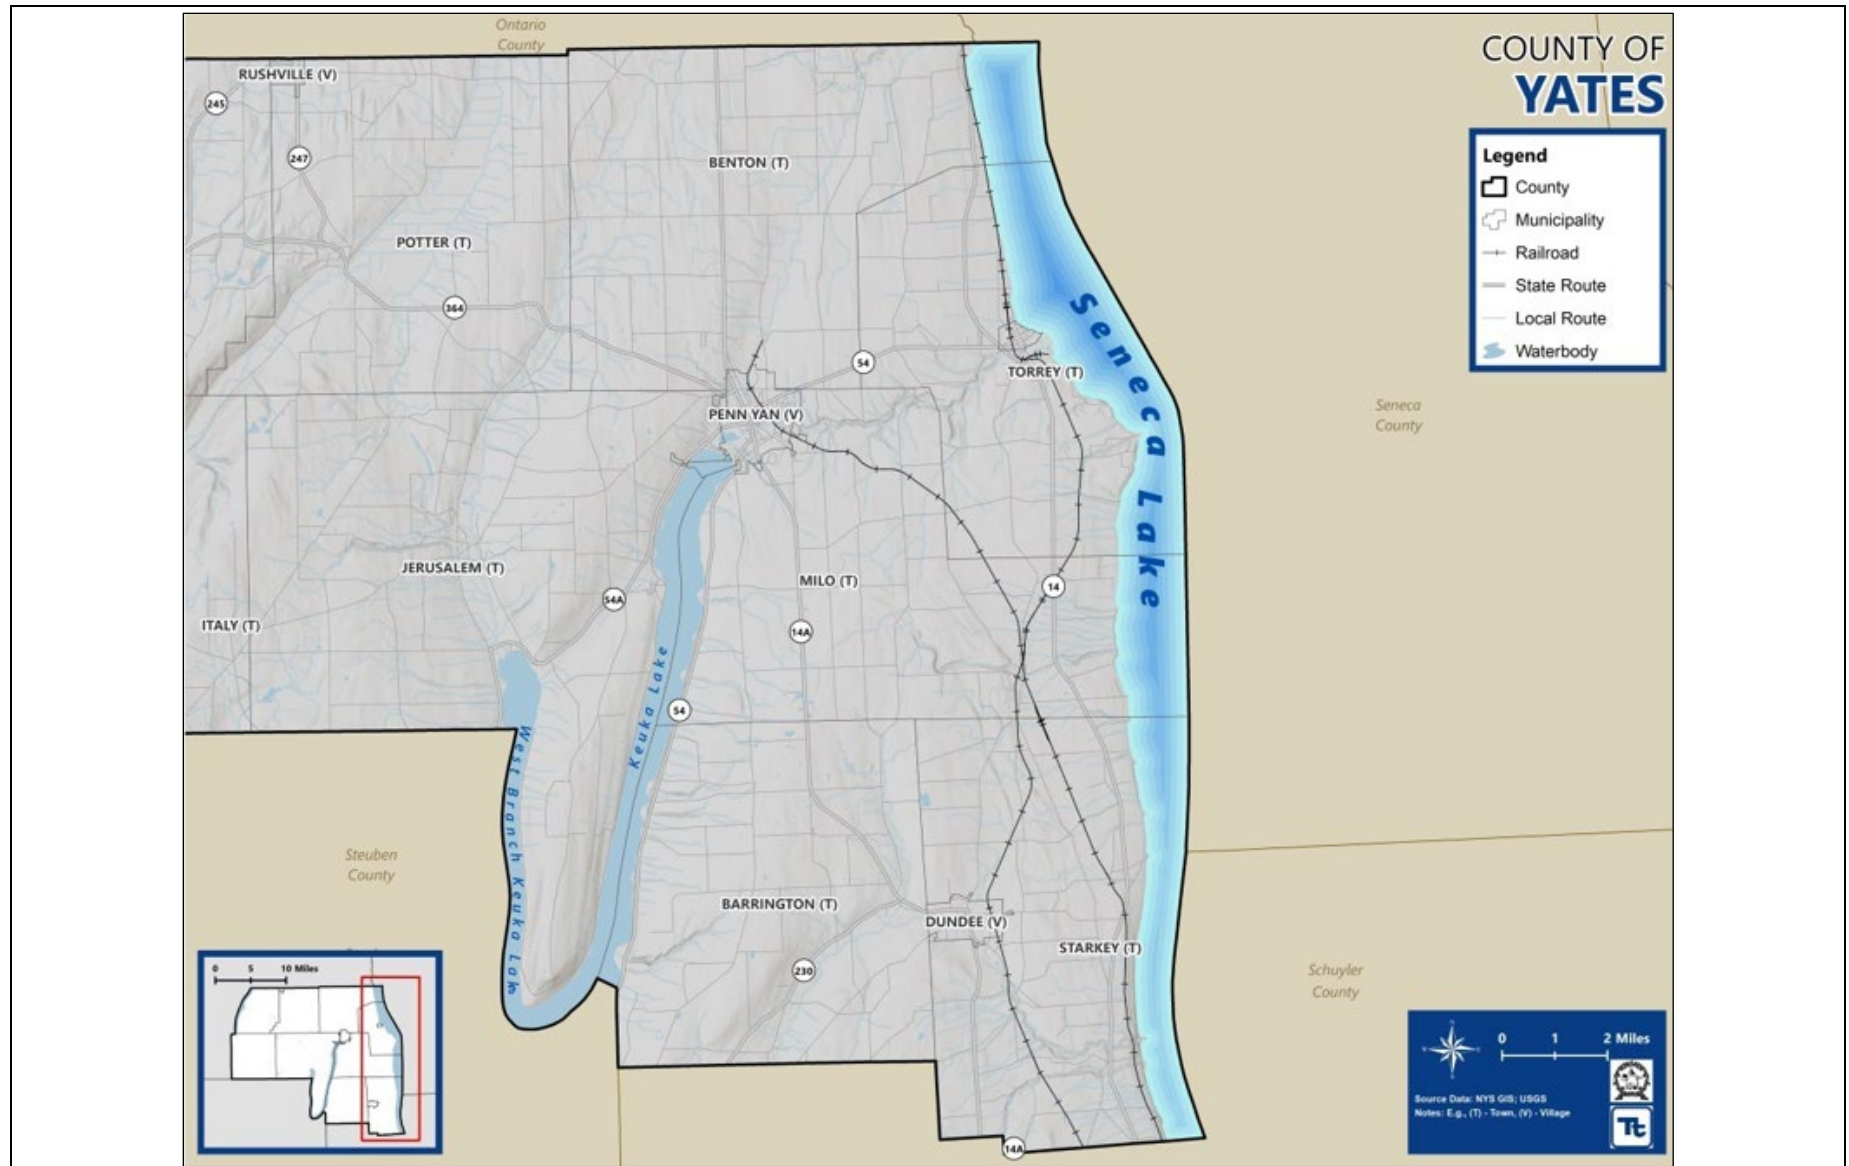 Ontario
County
COUNTY OF
YATES
RUSHVILLE (V)
245
247
BENTON (T)
Legend
County
Municipality
Railroad
State Route
Local Route
Waterbody
POTTER (T)
364
Seneca Lake
54
TORREY (T)
PENN YAN (V)
Seneca
County
JERUSALEM (T)
54A
MILO (T)
14
14A
ITALY (T)
Keuka Lake
54
West Branch Keuka Lake
Steuben
County
BARRINGTON (T)
DUNDEE (V)
STARKEY (T)
230
Schuyler
County
0 5 10 Miles
0 1 2 Miles
Source Data: NYS GIS; USGS
Notes: E.g., (T) - Town, (V) - Village
Tt
14A